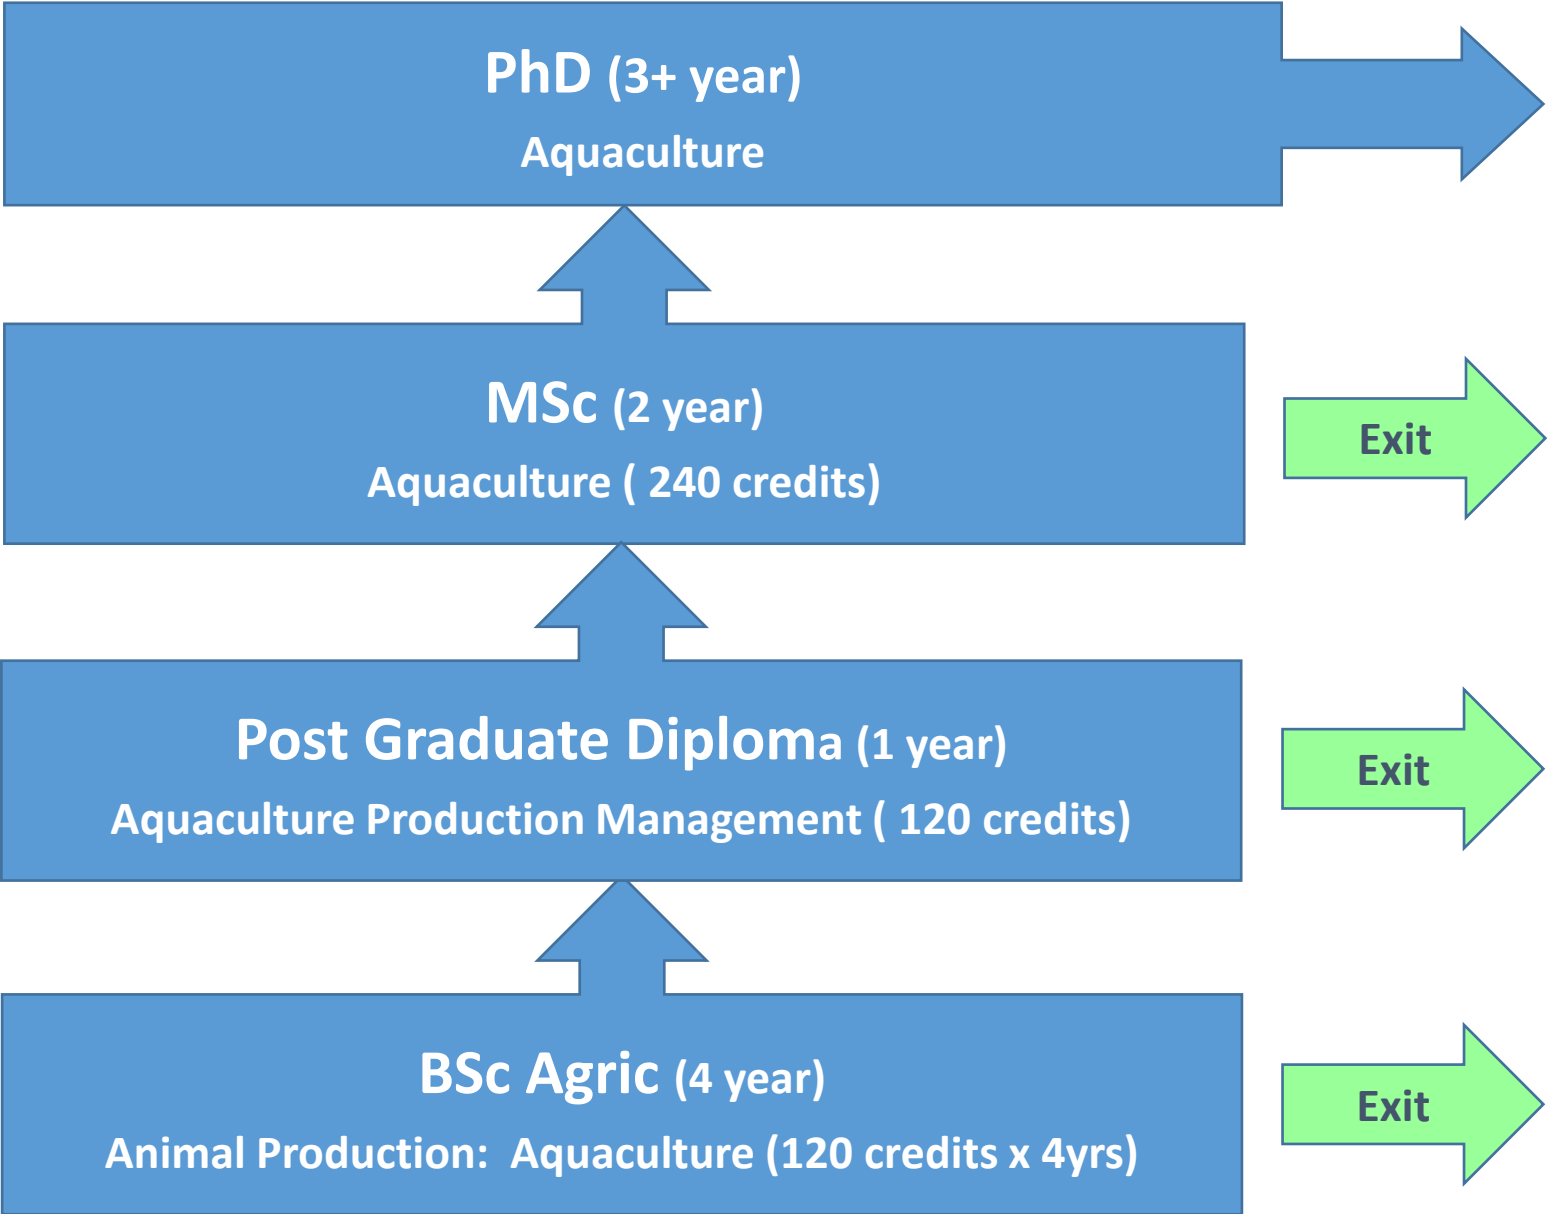 PhD (3+ year)
Aquaculture
MSc (2 year)
Aquaculture ( 240 credits)
Exit
Post Graduate Diploma (1 year)
Aquaculture Production Management ( 120 credits)
Exit
BSc Agric (4 year)
Animal Production:  Aquaculture (120 credits x 4yrs)
Exit